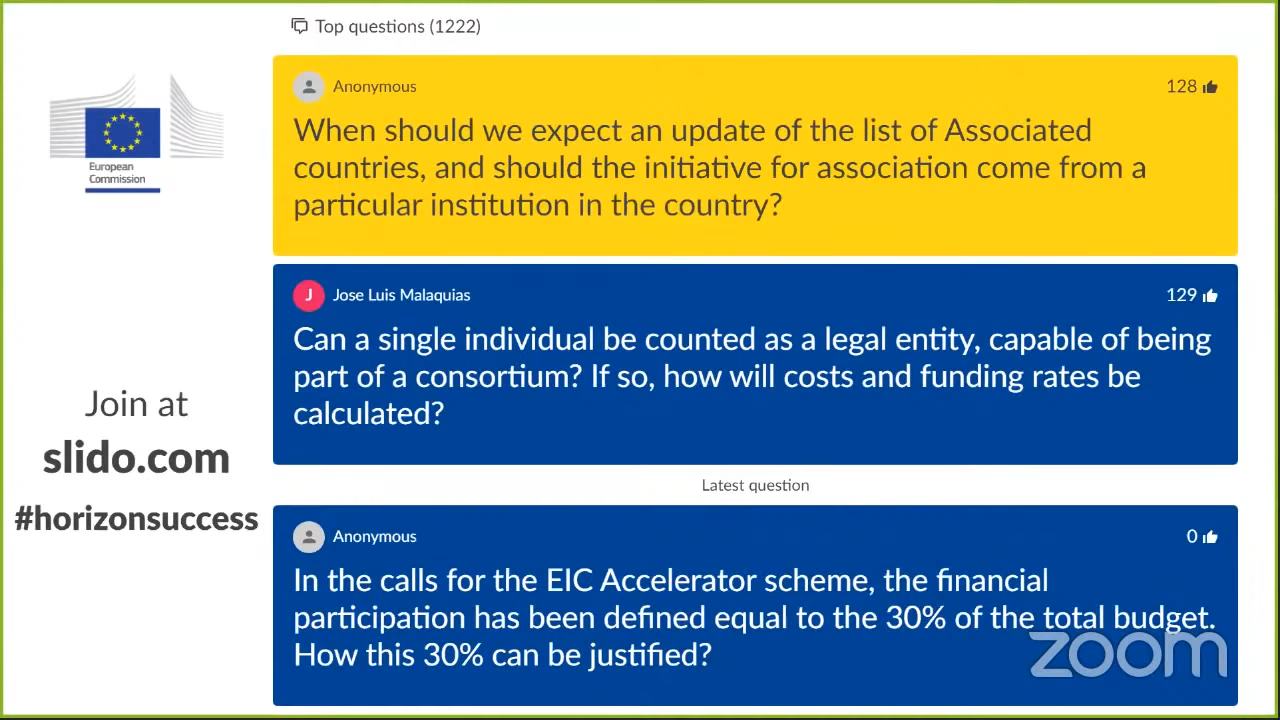 Top questions (1222)
Anonymous
128
When should we expect an update of the list of Associated
countries, and should the initiative for association come from a
particular institution in the country?
European
Commission
J
Jose Luis Malaquias
129
Can a single individual be counted as a legal entity, capable of being
part of a consortium? If so, how will costs and funding rates be
calculated?
Join at
slido.com
#horizonsuccess
Latest question
Anonymous
0
In the calls for the EIC Accelerator scheme, the financial
participation has been defined equal to the 30% of the total budget.
How this 30% can be justified?
zoom